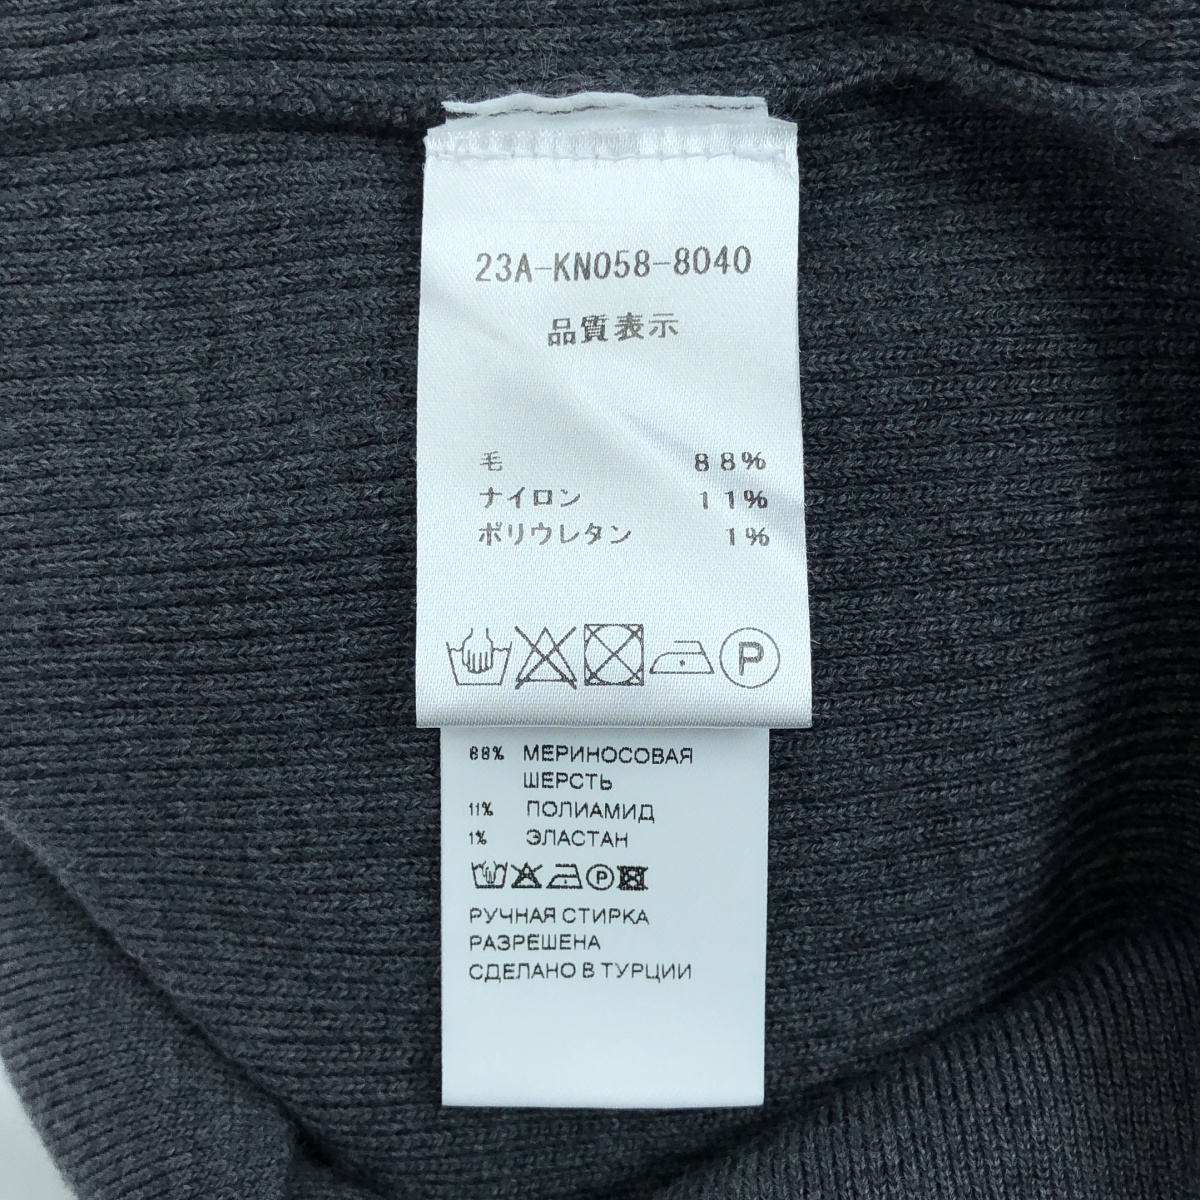 23A-KN058-8040
品質表示
毛 88%
ナイロン 11%
ポリウレタン 1%
P
88% МЕРИНОСОВАЯ
ШЕРСТЬ
11% ПОЛИАМИД
1% ЭЛАСТАН
P
РУЧНАЯ СТИРКА
РАЗРЕШЕНА
СДЕЛАНО В ТУРЦИИ